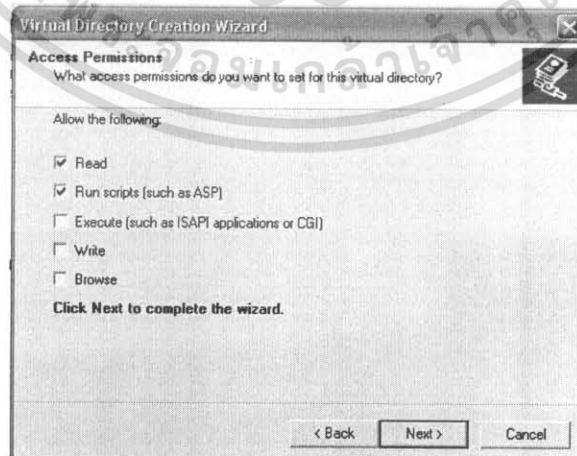 Virtual Directory Creation Wizard
Access Permissions
What access permissions do you want to set for this virtual directory?
Allow the following:
Read
Run scripts (such as ASP)
Execute (such as ISAPI applications or CGI)
Write
Browse
Click Next to complete the wizard.
< Back
Next >
Cancel